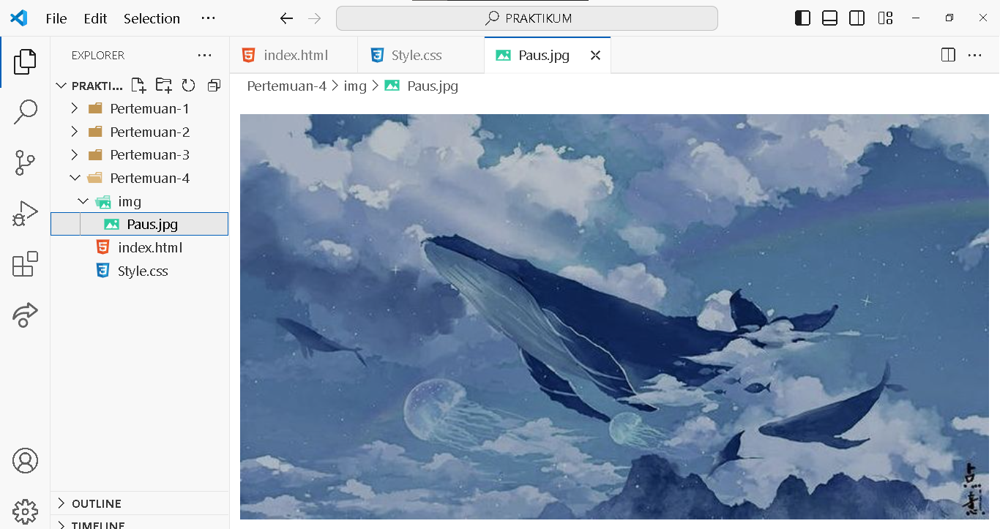 File Edit Selection ··· PRAKTIKUM
EXPLORER ···
index.html Style.css Paus.jpg ···
PRAKTI...
Pertemuan-4 > img > Paus.jpg
Pertemuan-1
Pertemuan-2
Pertemuan-3
Pertemuan-4
img
Paus.jpg
index.html
Style.css
OUTLINE
TIMELINE